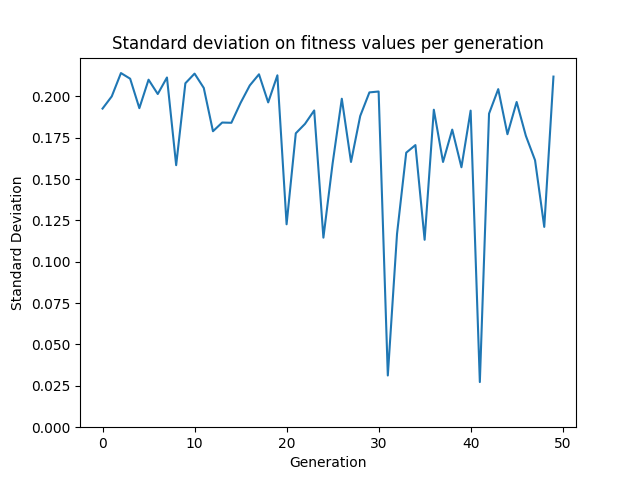 Standard deviation on fitness values per generation
0.200
0.175
0.150
0.125
0.100
0.075
0.050
0.025
0.000
Standard Deviation
0 10 20 30 40 50
Generation